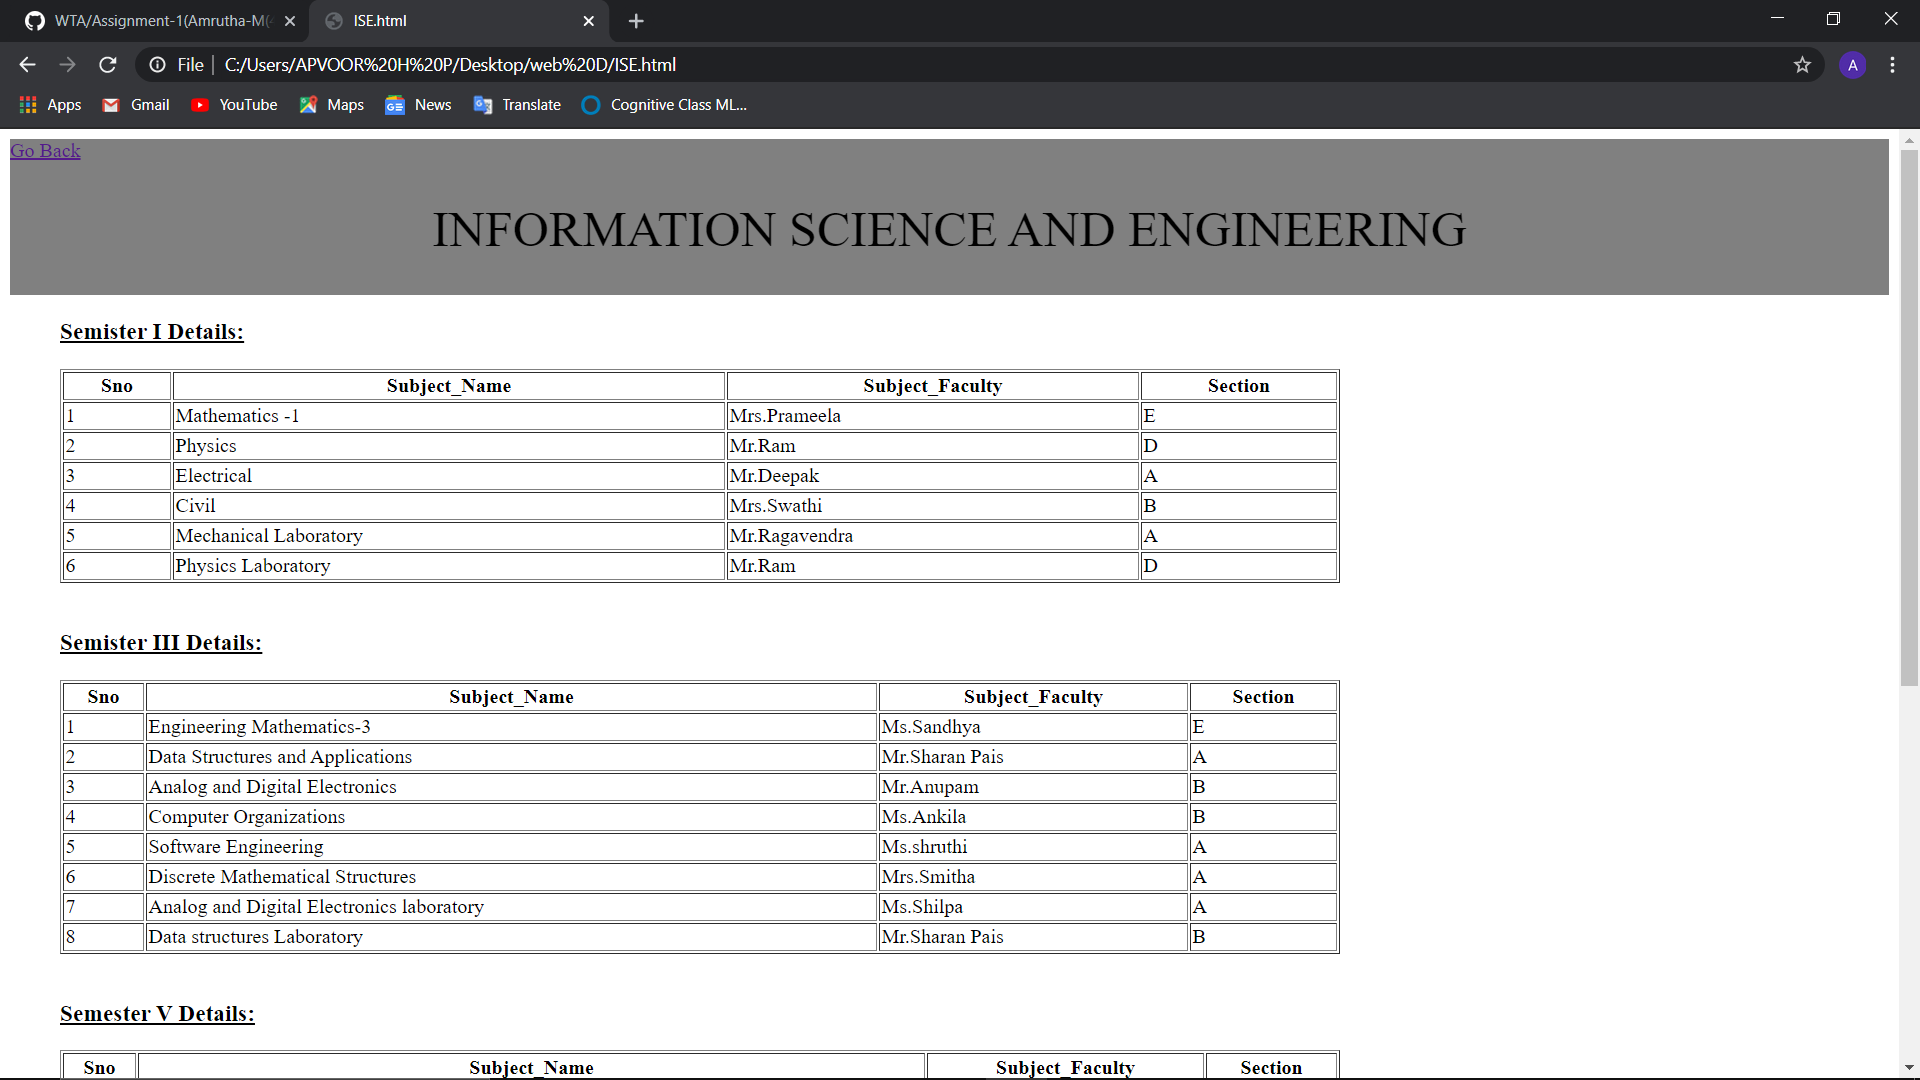 WTA/Assignment-1(Amrutha-M(
ISE.html
File
C:/Users/APVOOR%20H%20P/Desktop/web%20D/ISE.html
A
Apps Gmail YouTube Maps News Translate Cognitive Class ML...
Go Back
INFORMATION SCIENCE AND ENGINEERING
Semister I Details:
Sno Subject_Name Subject_Faculty Section
1 Mathematics -1 Mrs.Prameela E
2 Physics Mr.Ram D
3 Electrical Mr.Deepak A
4 Civil Mrs.Swathi B
5 Mechanical Laboratory Mr.Ragavendra A
6 Physics Laboratory Mr.Ram D
Semister III Details:
Sno Subject_Name Subject_Faculty Section
1 Engineering Mathematics-3 Ms.Sandhya E
2 Data Structures and Applications Mr.Sharan Pais A
3 Analog and Digital Electronics Mr.Anupam B
4 Computer Organizations Ms.Ankila B
5 Software Engineering Ms.shruthi A
6 Discrete Mathematical Structures Mrs.Smitha A
7 Analog and Digital Electronics laboratory Ms.Shilpa A
8 Data structures Laboratory Mr.Sharan Pais B
Semester V Details:
Sno Subject_Name Subject_Faculty Section